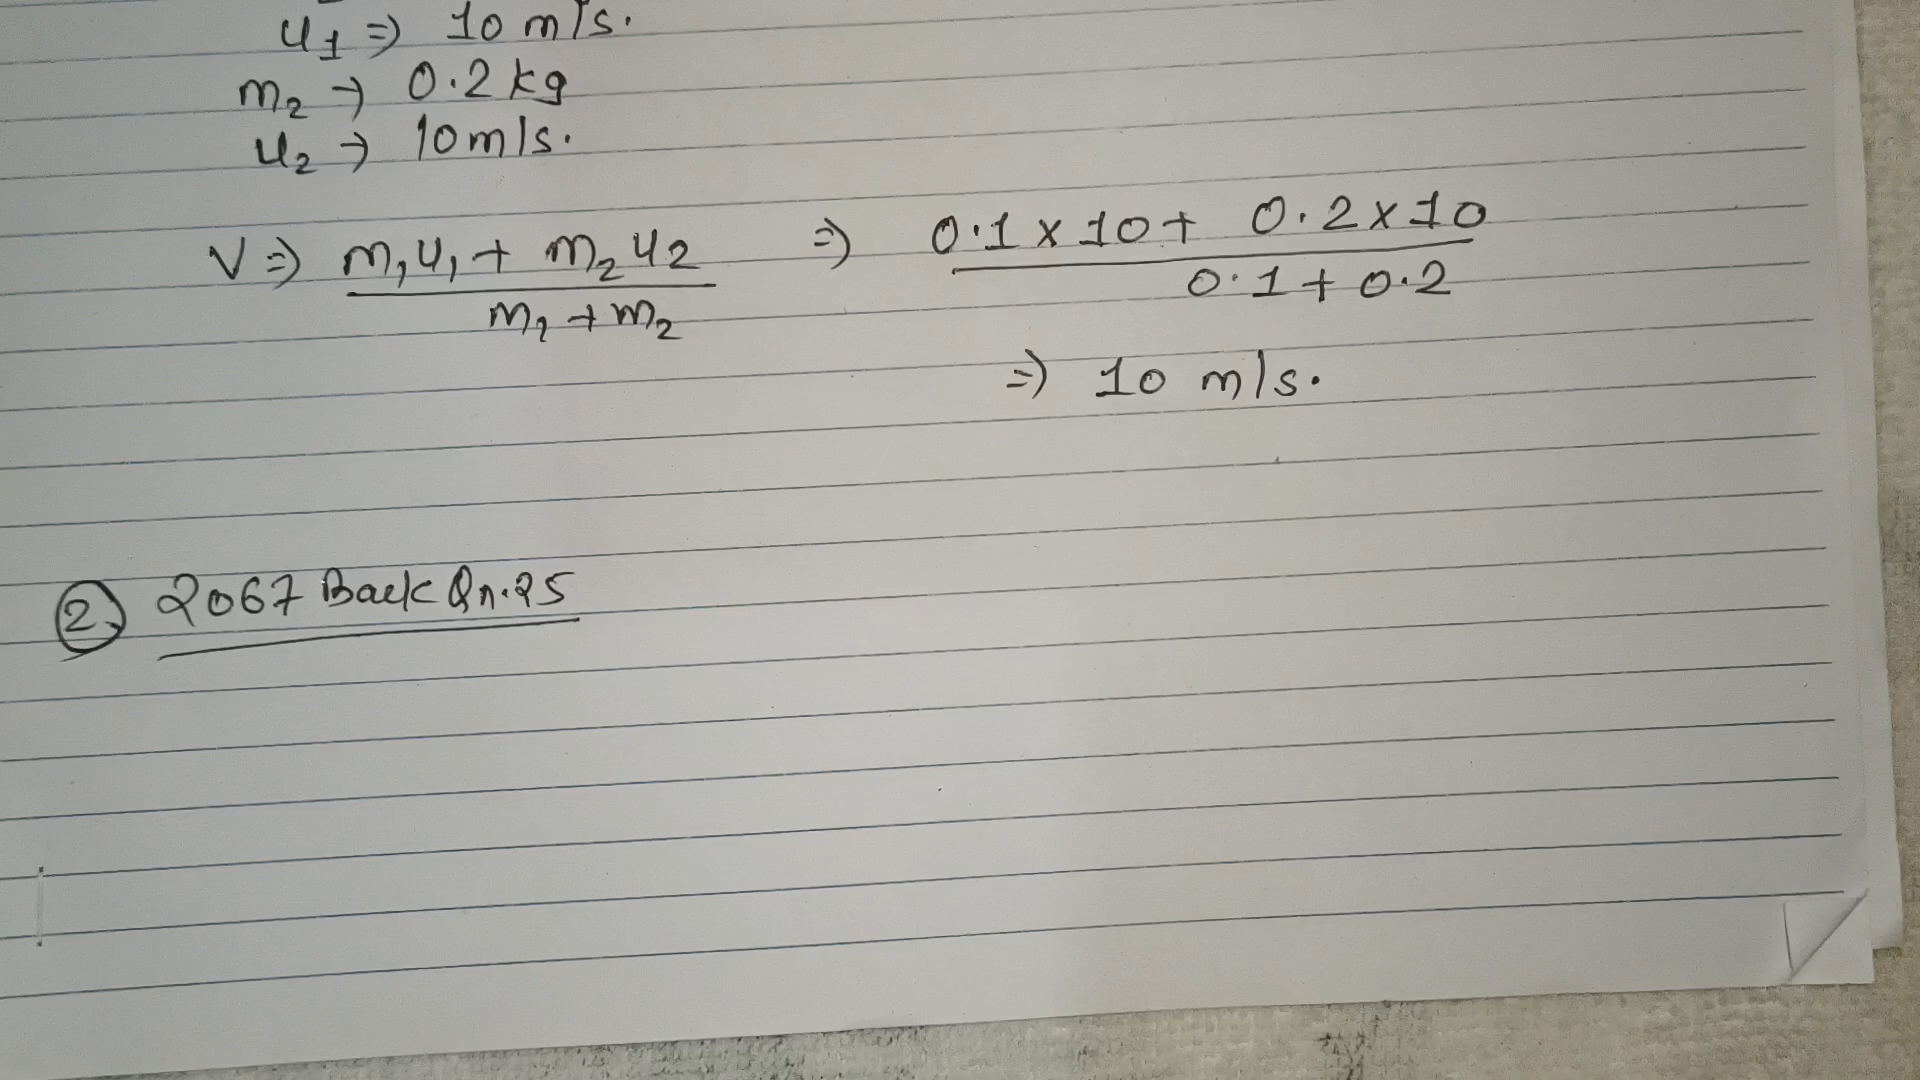 u1 => 10 m/s.
m2 → 0.2 kg
u2 → 10 m/s.
V => m1u1 + m2u2 / m1 + m2 => 0.1 x 10 + 0.2 x 10 / 0.1 + 0.2
=> 10 m/s.
2. 2067 Back Qn. 25